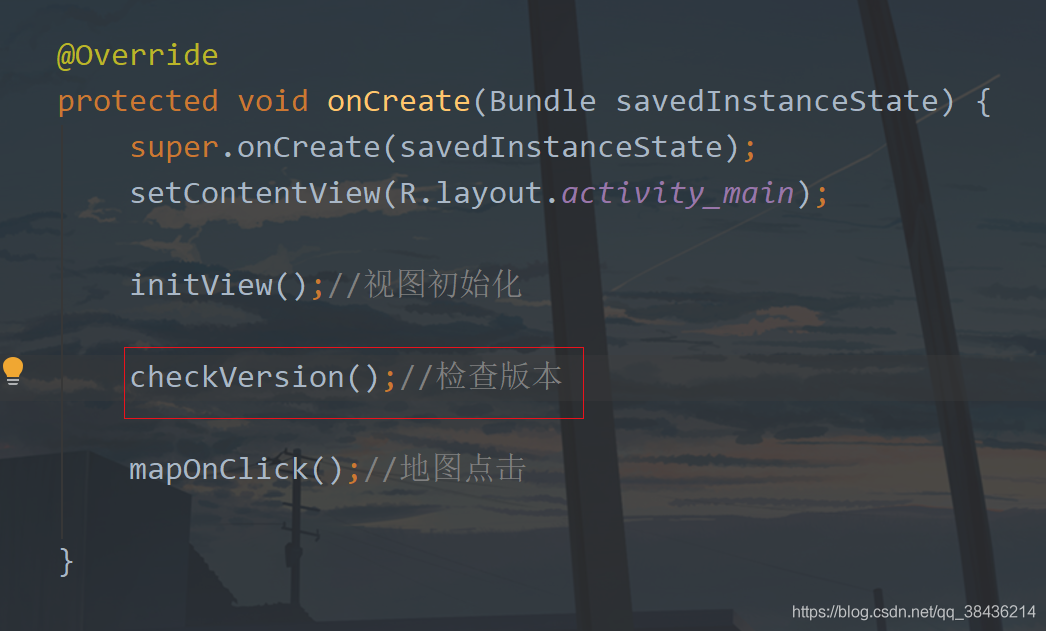 @Override
protected void onCreate(Bundle savedInstanceState) {
super.onCreate(savedInstanceState);
setContentView(R.layout.activity_main);
initView();//视图初始化
checkVersion();//检查版本
mapOnClick();//地图点击
}
https://blog.csdn.net/qq_38436214